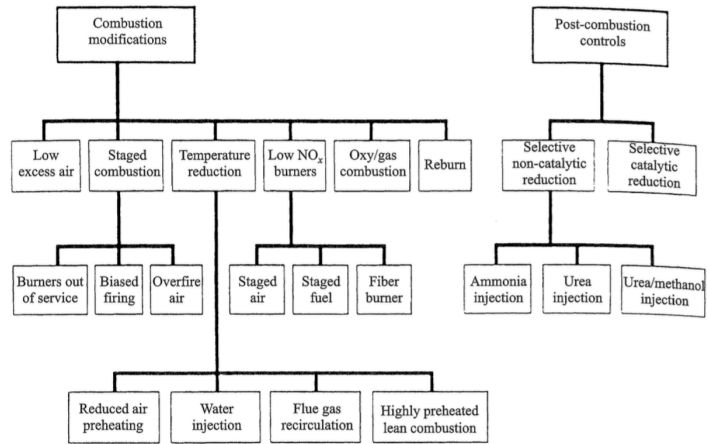 Combustion
modifications
Post-combustion
controls
Low
excess air
Staged
combustion
Temperature
reduction
Low NOx
burners
Oxy/gas
combustion
Reburn
Selective
non-catalytic
reduction
Selective
catalytic
reduction
Burners out
of service
Biased
firing
Overfire
air
Staged
air
Staged
fuel
Fiber
burner
Ammonia
injection
Urea
injection
Urea/methanol
injection
Reduced air
preheating
Water
injection
Flue gas
recirculation
Highly preheated
lean combustion